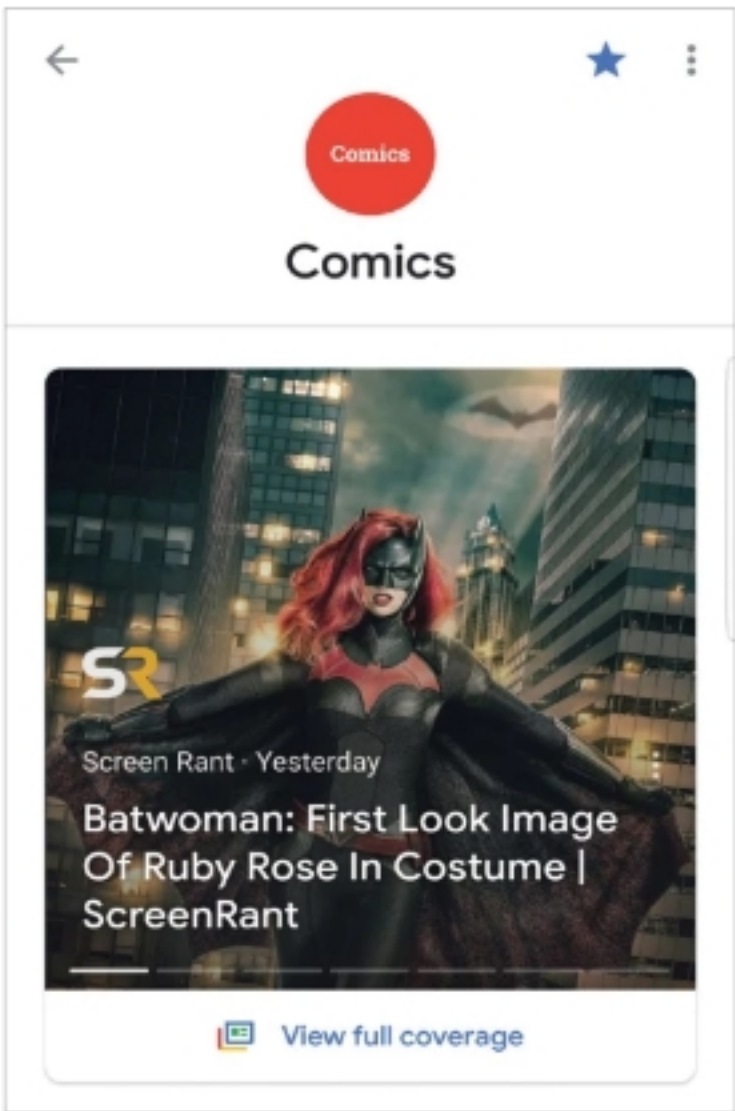 Comics
Comics
SR
Screen Rant · Yesterday
Batwoman: First Look Image
Of Ruby Rose In Costume |
ScreenRant
View full coverage